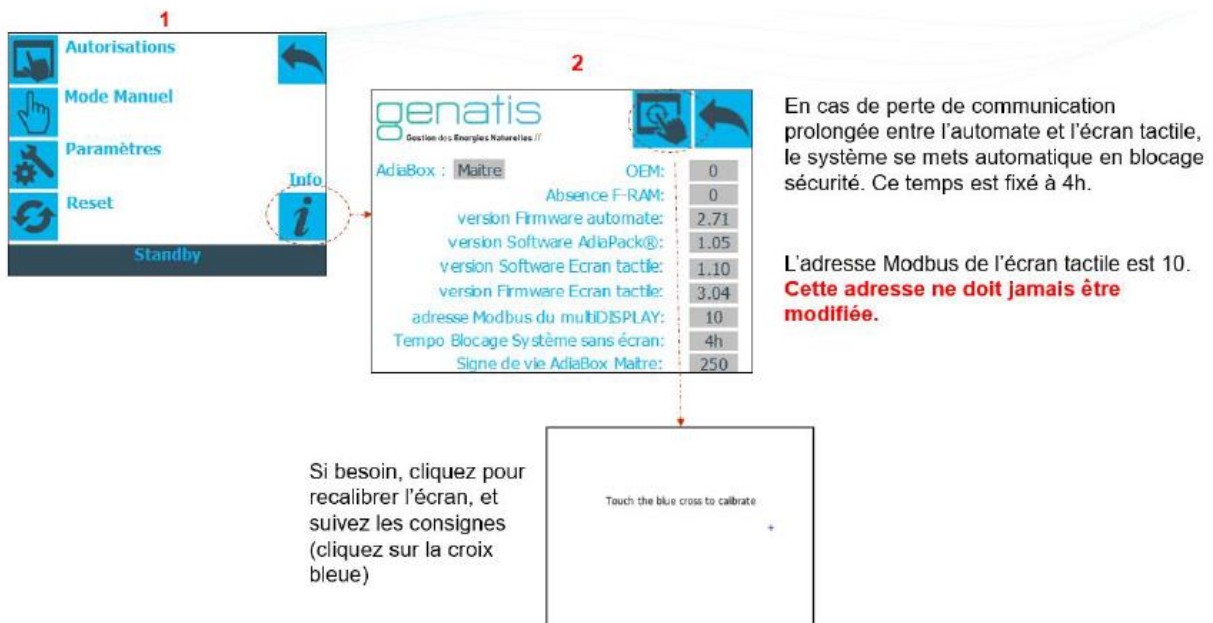 1
Autorisations
Mode Manuel
Paramètres
Info
Reset
Standby
2
genatis
Gestion des Energies Naturelles //
AdiaBox : Maitre
OEM: 0
Absence F-RAM: 0
version Firmware automate: 2.71
version Software AdiaPack®: 1.05
version Software Ecran tactile: 1.10
version Firmware Ecran tactile: 3.04
adresse Modbus du multiDISPLAY: 10
Tempo Blocage Système sans écran: 4h
Signe de vie AdiaBox Maitre: 250
En cas de perte de communication
prolongée entre l'automate et l'écran tactile,
le système se mets automatique en blocage
sécurité. Ce temps est fixé à 4h.
L'adresse Modbus de l'écran tactile est 10.
Cette adresse ne doit jamais être
modifiée.
Si besoin, cliquez pour
recalibrer l'écran, et
suivez les consignes
(cliquez sur la croix
bleue)
Touch the blue cross to calibrate